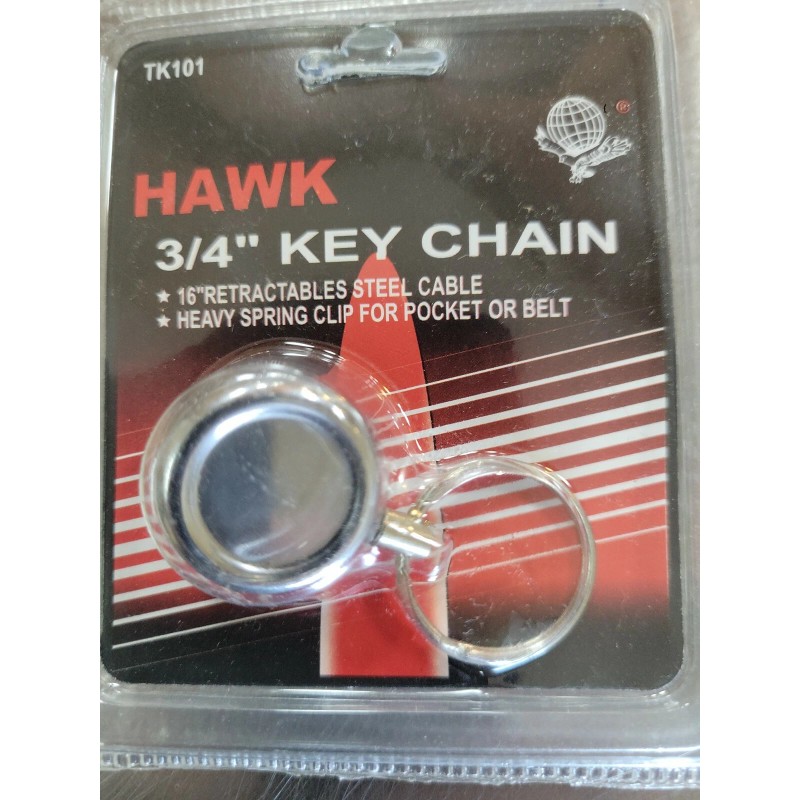 TK101
®
HAWK
3/4" KEY CHAIN
★ 16"RETRACTABLES STEEL CABLE
★ HEAVY SPRING CLIP FOR POCKET OR BELT